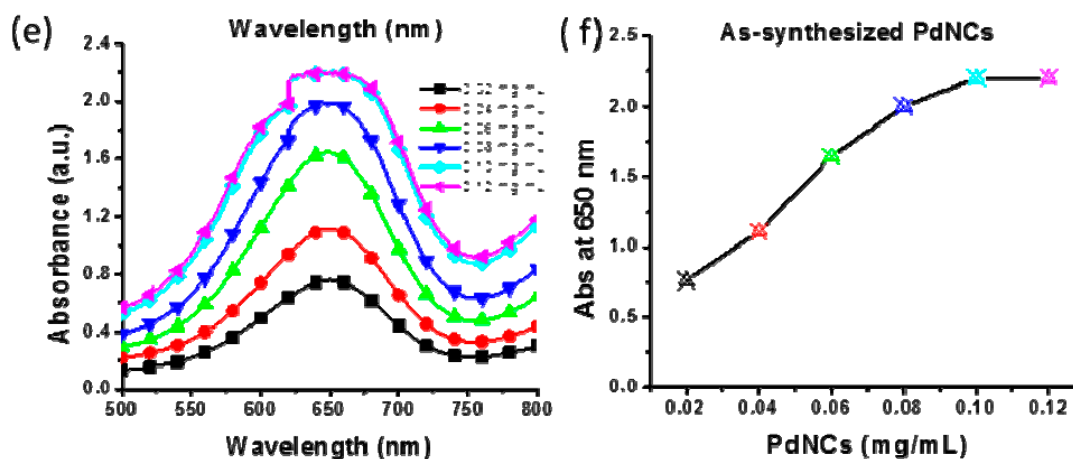 (e)
Wavelength (nm)
2.4
2.0
1.6
1.2
0.8
0.4
0.0
Absorbance (a.u.)
500 550 600 650 700 750 800
Wavelength (nm)
(f)
As-synthesized PdNCs
2.5
2.0
1.5
1.0
0.5
0.0
Abs at 650 nm
0.02 0.04 0.06 0.08 0.10 0.12
PdNCs (mg/mL)